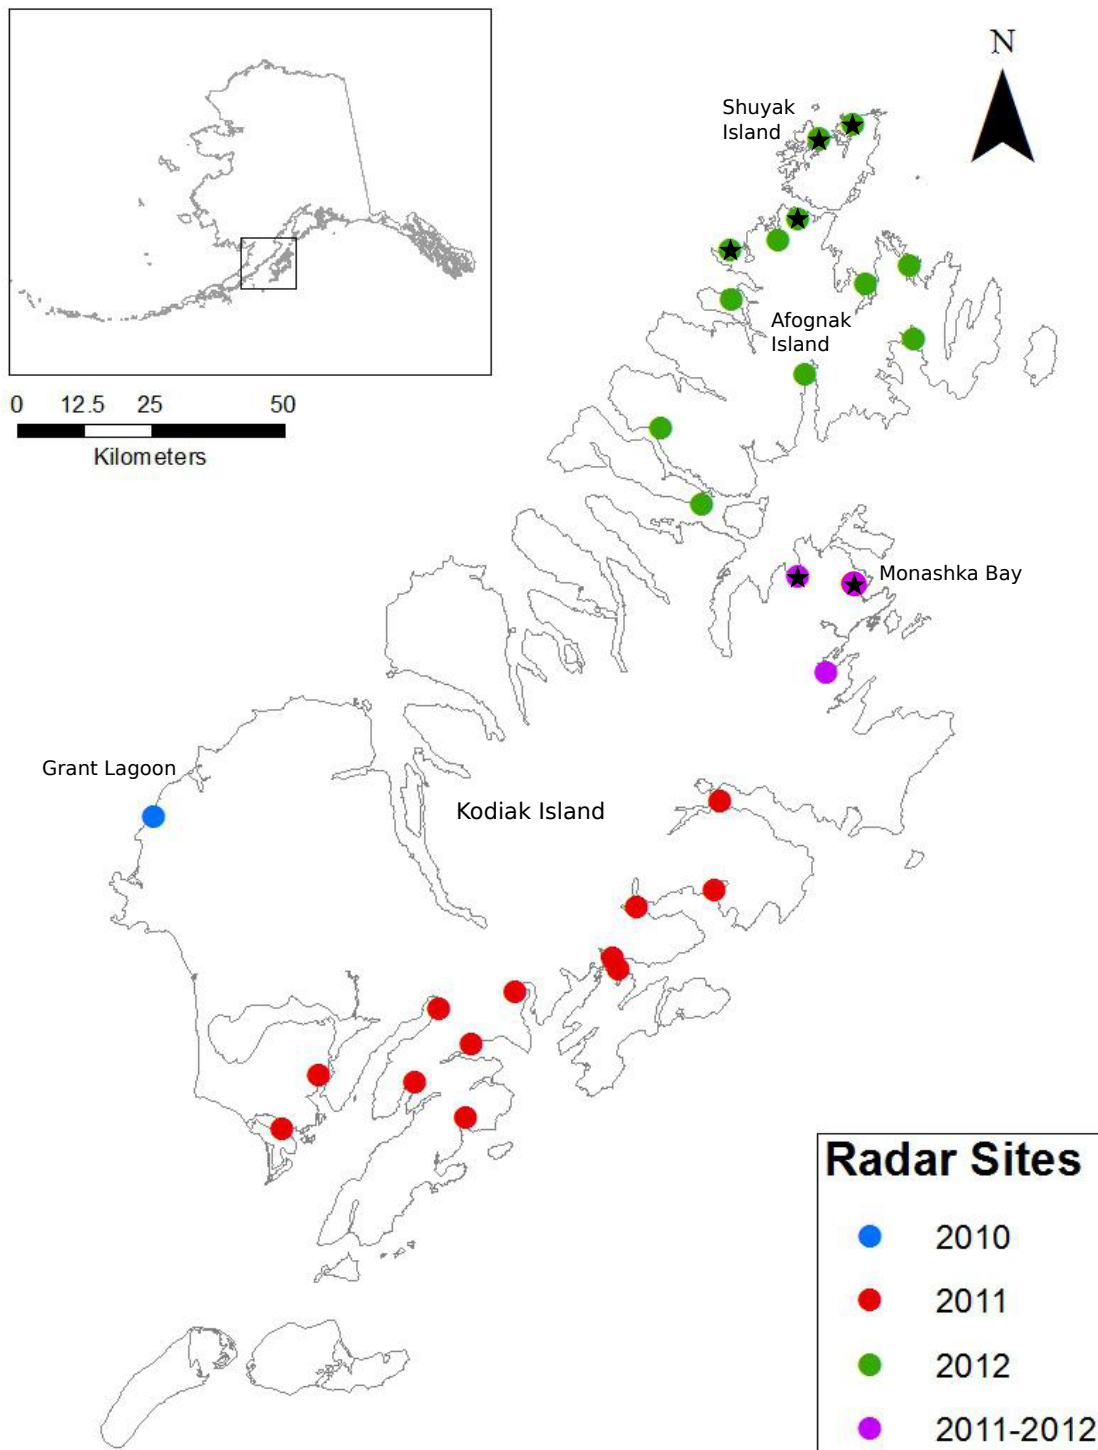 N
Shuyak
Island
Afognak
Island
0 12.5 25 50
Kilometers
Monashka Bay
Grant Lagoon
Kodiak Island
Radar Sites
2010
2011
2012
2011-2012